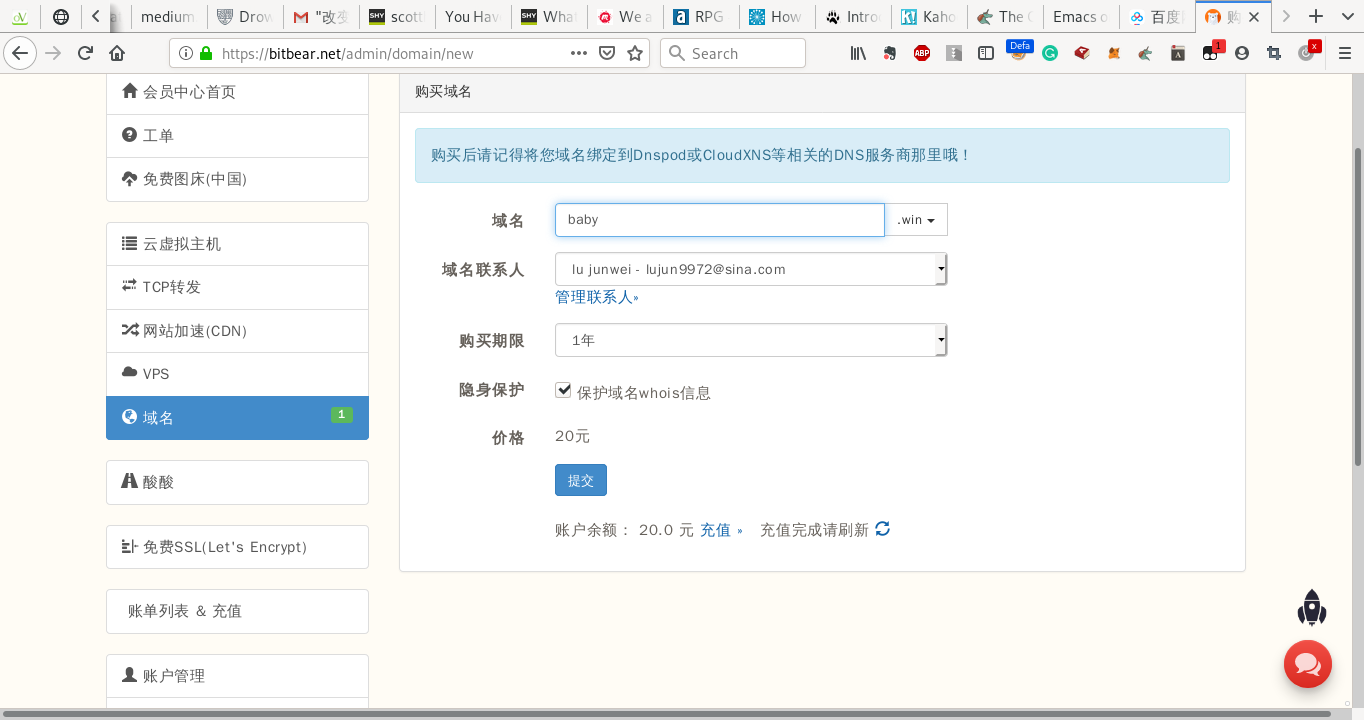 medium
Drow
"改变
scott
You Have
What
We a
RPG
How
Intro
Kaho
The
Emacs o
百度
购
https://bitbear.net/admin/domain/new
Search
ABP
Defa
1
x
会员中心首页
工单
免费图床(中国)
云虚拟主机
TCP转发
网站加速(CDN)
VPS
域名
1
酸酸
免费SSL(Let's Encrypt)
账单列表 & 充值
账户管理
购买域名
购买后请记得将您域名绑定到Dnspod或CloudXNS等相关的DNS服务商那里哦！
域名 baby .win
域名联系人 lu junwei - lujun9972@sina.com
管理联系人»
购买期限 1年
隐身保护 保护域名whois信息
价格 20元
提交
账户余额： 20.0 元 充值 » 充值完成请刷新